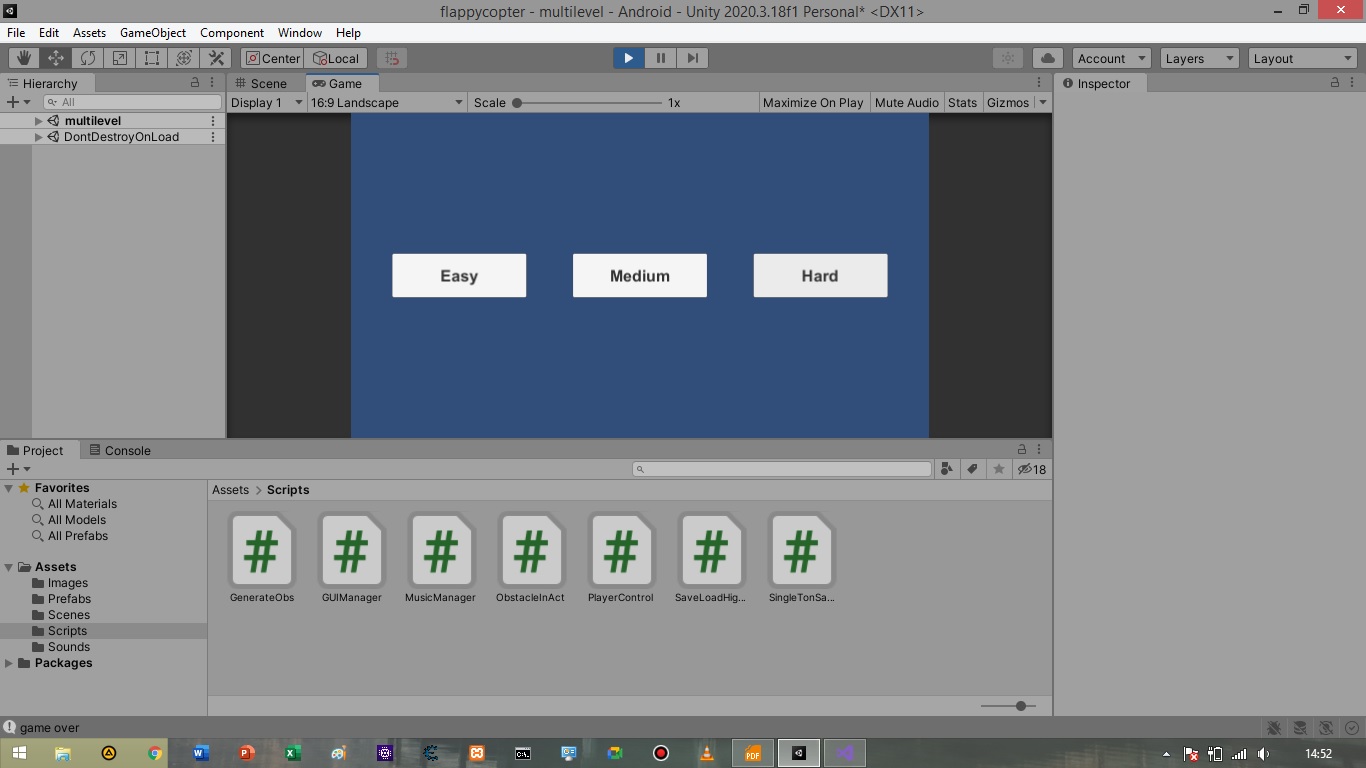 flappycopter - multilevel - Android - Unity 2020.3.18f1 Personal* <DX11>
File Edit Assets GameObject Component Window Help
Center Local Account Layers Layout
Hierarchy Scene Game Inspector
All Display 1 16:9 Landscape Scale 1x Maximize On Play Mute Audio Stats Gizmos
multilevel
DontDestroyOnLoad
Easy Medium Hard
Project Console
18
Favorites Assets > Scripts
All Materials
All Models
All Prefabs
Assets
Images
Prefabs
Scenes
Scripts
Sounds
Packages
GenerateObs GUIManager MusicManager ObstacleInAct PlayerControl SaveLoadHig... SingleTonSa...
game over
PDF
14:52